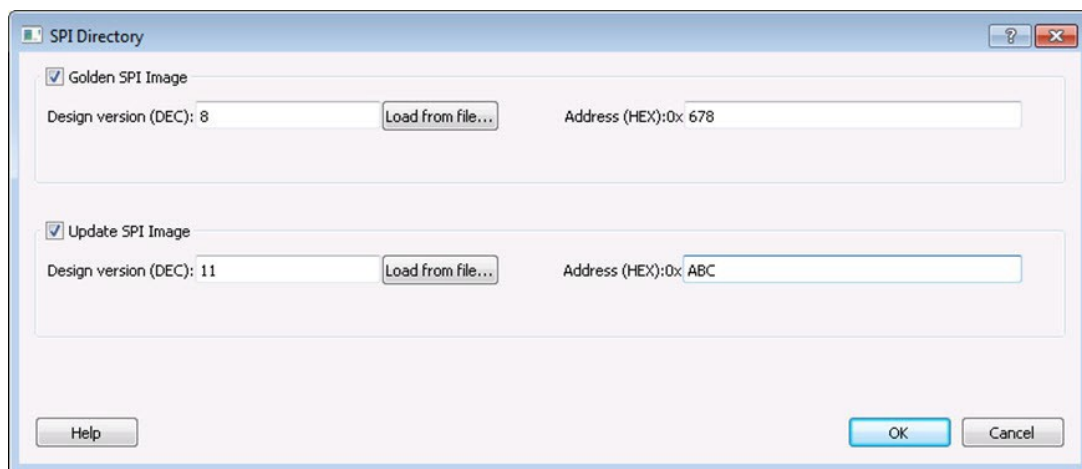 SPI Directory
Golden SPI Image
Design version (DEC): 8 Load from file... Address (HEX):0x 678
Update SPI Image
Design version (DEC): 11 Load from file... Address (HEX):0x ABC
Help OK Cancel